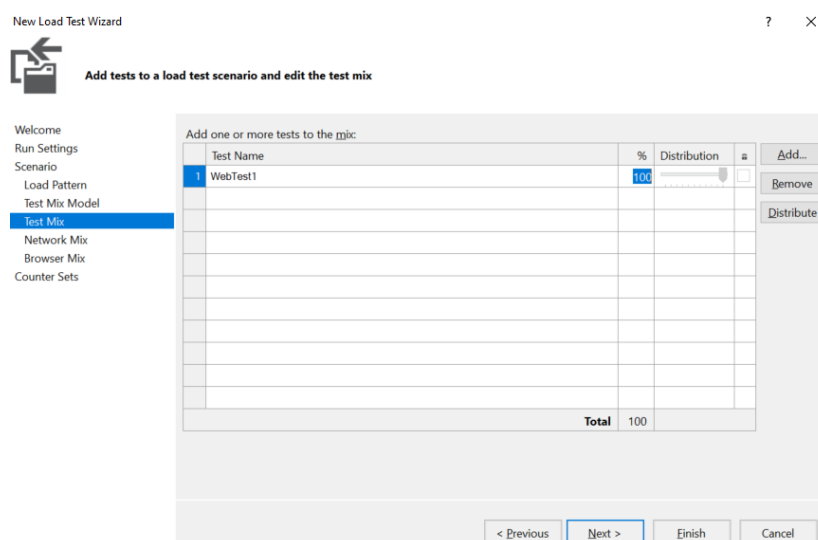 New Load Test Wizard
Add tests to a load test scenario and edit the test mix
Welcome
Run Settings
Scenario
Load Pattern
Test Mix Model
Test Mix
Network Mix
Browser Mix
Counter Sets
Add one or more tests to the mix:
Test Name % Distribution
1 WebTest1 100
Total 100
Add...
Remove
Distribute
< Previous Next > Finish Cancel